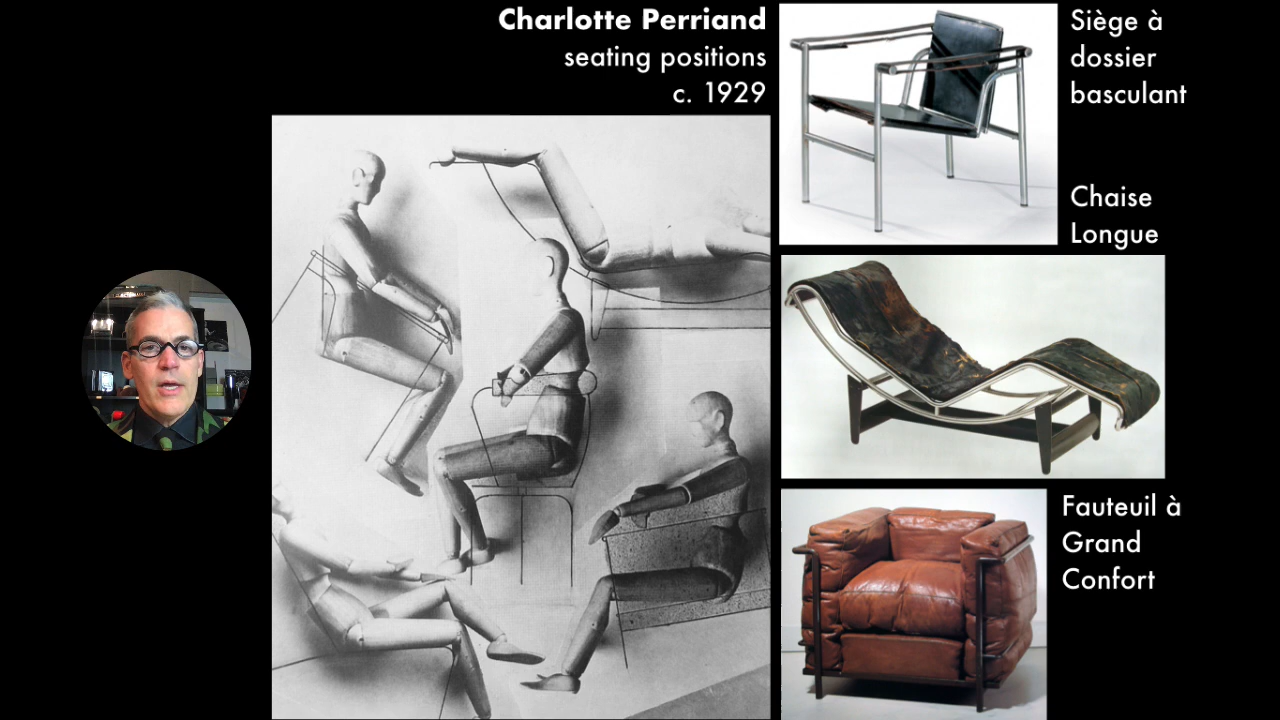 Charlotte Perriand
seating positions
c. 1929
Siège à
dossier
basculant
Chaise
Longue
Fauteuil à
Grand
Confort